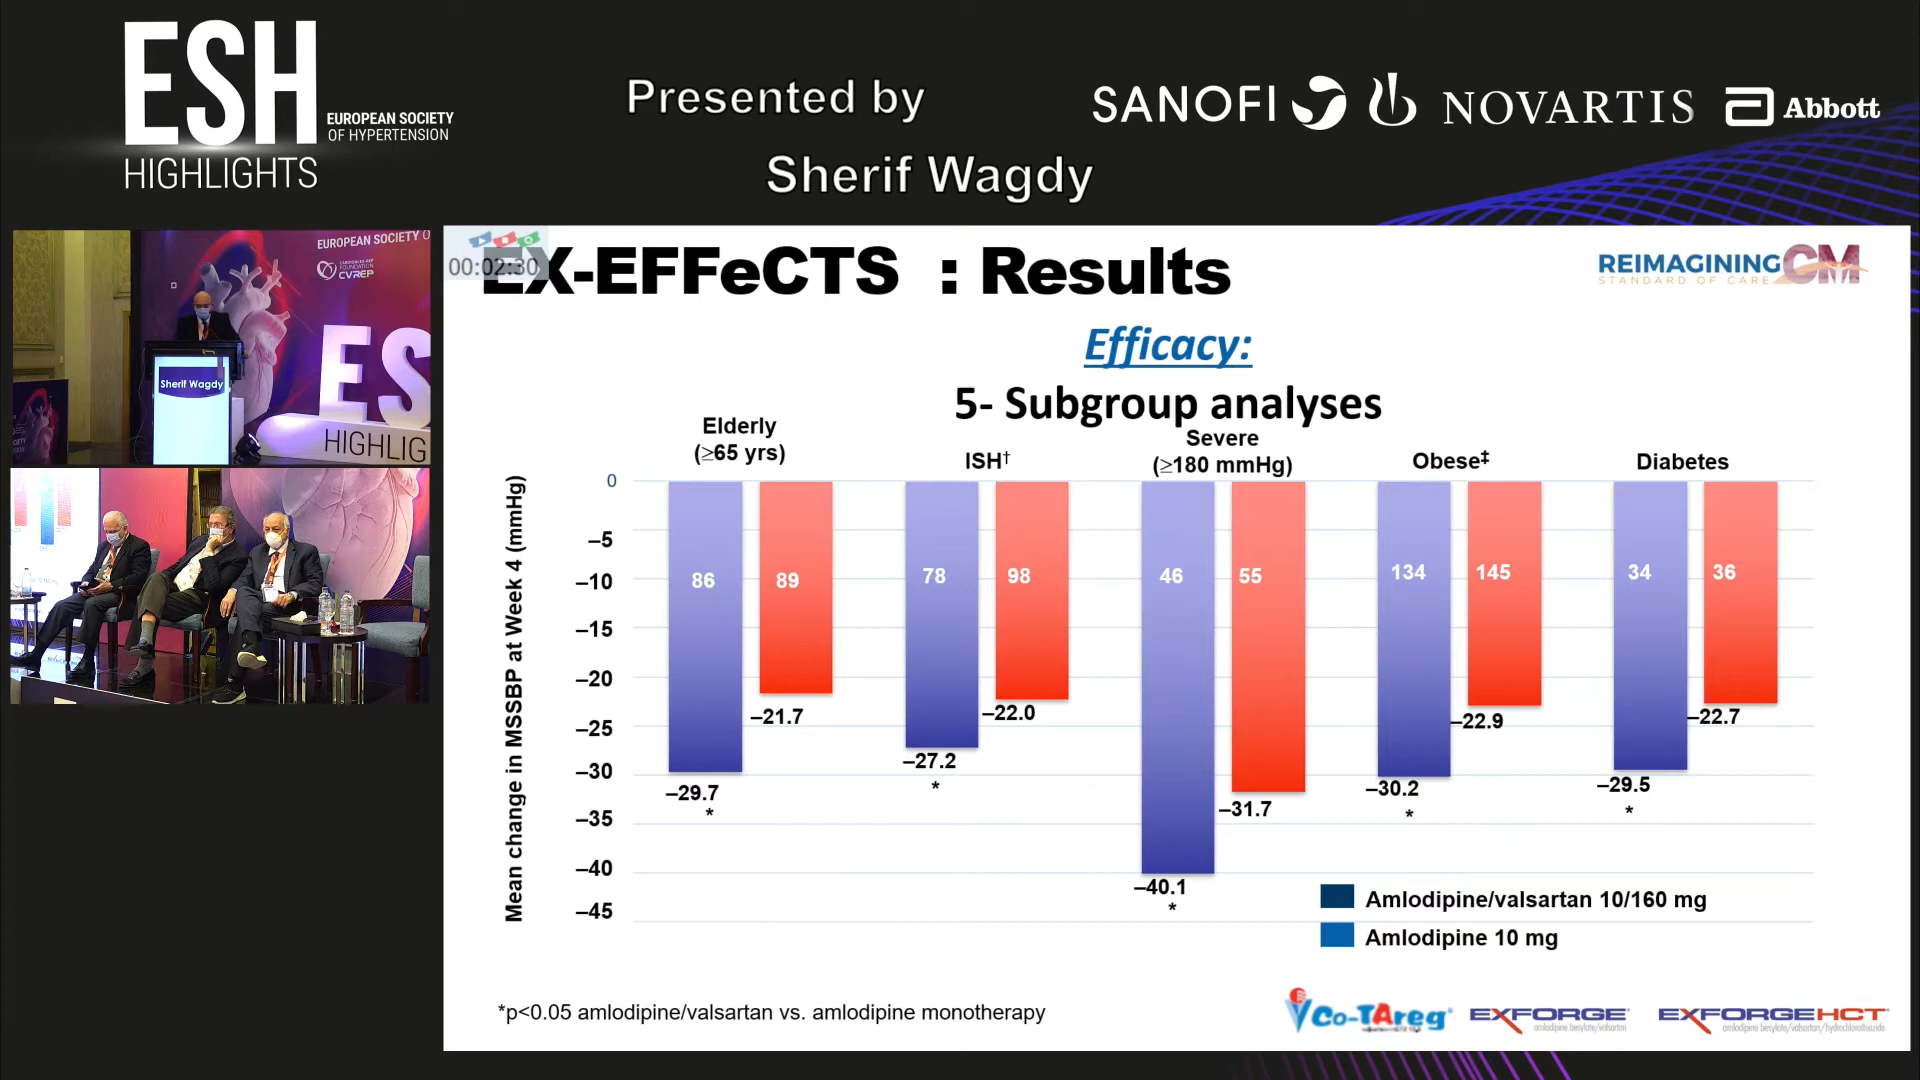 ESH
EUROPEAN SOCIETY
OF HYPERTENSION
HIGHLIGHTS
Presented by
Sherif Wagdy
SANOFI
NOVARTIS
Abbott
EUROPEAN SOCIETY O
CVREP
FOUNDATION
Sherif Wagdy
ES
HIGHLIG
00:02:30
EX-EFFeCTS : Results
REIMAGINING CM
STANDARD OF CARE
Efficacy:
5- Subgroup analyses
Elderly
(≥65 yrs)
ISH†
Severe
(≥180 mmHg)
Obese‡
Diabetes
Mean change in MSSBP at Week 4 (mmHg)
0
–5
–10
–15
–20
–25
–30
–35
–40
–45
86
89
78
98
46
55
134
145
34
36
–29.7
*
–21.7
–27.2
*
–22.0
–40.1
*
–31.7
–30.2
*
–22.9
–29.5
*
–22.7
Amlodipine/valsartan 10/160 mg
Amlodipine 10 mg
*p<0.05 amlodipine/valsartan vs. amlodipine monotherapy
Co-TAreg
EXFORGE
amlodipine besylate/valsartan
EXFORGE HCT
amlodipine besylate/valsartan/hydrochlorothiazide